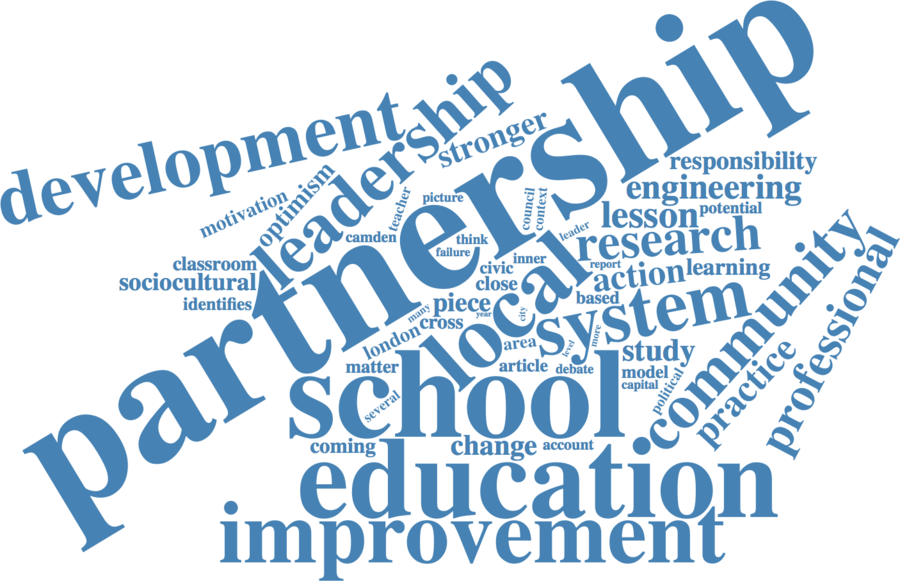 development
leadership
stronger
partnership
motivation
optimism
teacher
picture
council
context
responsibility
engineering
lesson
potential
camden
think
failure
leader
research
classroom
sociocultural
identifies
civic
inner
close
report
action
learning
based
piece
many
year
city
local
system
community
professional
london
cross
area
level
more
study
matter
article
debate
model
capital
political
practice
several
school
coming
change
account
education
improvement